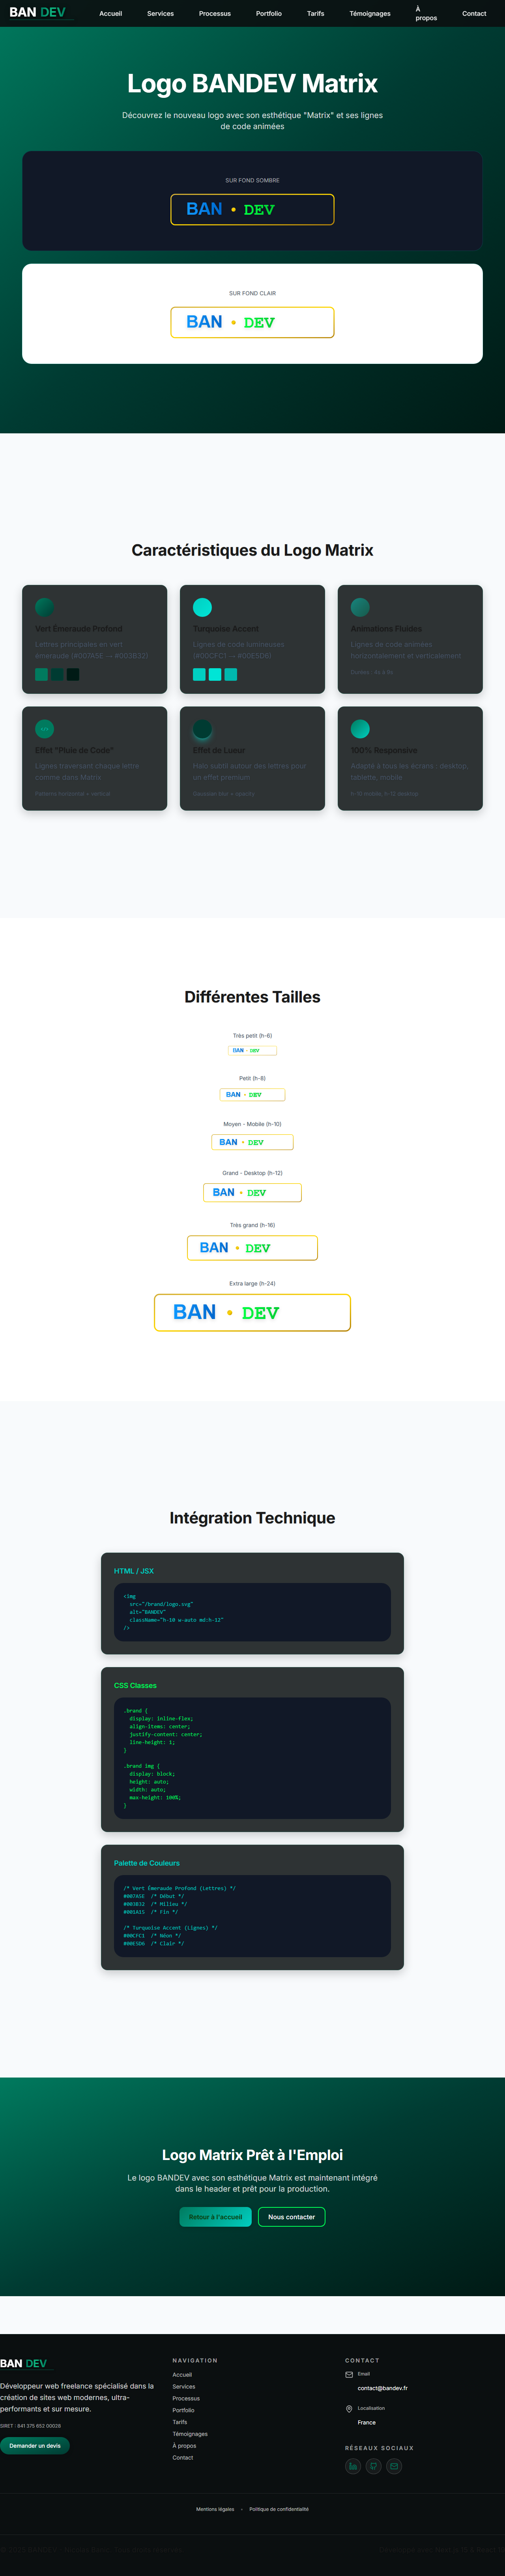 BAN DEV
Accueil
Services
Processus
Portfolio
Tarifs
Témoignages
À
propos
Contact
Logo BANDEV Matrix
Découvrez le nouveau logo avec son esthétique "Matrix" et ses lignes
de code animées
SUR FOND SOMBRE
BAN • DEV
SUR FOND CLAIR
BAN • DEV
Caractéristiques du Logo Matrix
Vert Émeraude Profond
Lettres principales en vert
émeraude (#007A5E → #003B32)
Turquoise Accent
Lignes de code lumineuses
(#00CFC1 → #00E5D6)
Animations Fluides
Lignes de code animées
horizontalement et verticalement
</>
Effet "Pluie de Code"
Lignes traversant chaque lettre
comme dans Matrix
Patterns horizontal + vertical
Effet de Lueur
Halo subtil autour des lettres pour
un effet premium
Gaussian blur + opacity
100% Responsive
Adapté à tous les écrans : desktop,
tablette, mobile
h-10 mobile, h-12 desktop
Différentes Tailles
Très petit (h-6)
BAN • DEV
Petit (h-8)
BAN • DEV
Moyen - Mobile (h-10)
BAN • DEV
Grand - Desktop (h-12)
BAN • DEV
Très grand (h-16)
BAN • DEV
Extra large (h-24)
BAN • DEV
Intégration Technique
HTML / JSX
<img
src="/brand/logo.svg"
alt="BANDEV"
className="h-10 w-auto md:h-12"
/>
CSS Classes
.brand {
display: inline-flex;
align-items: center;
justify-content: center;
line-height: 1;
}
.brand img {
display: block;
height: auto;
width: auto;
max-height: 100%;
}
Palette de Couleurs
/* Vert Émeraude Profond (Lettres) */
#007A5E /* Début */
#003B32 /* Milieu */
#001A15 /* Fin */
/* Turquoise Accent (Lignes) */
#00CFC1 /* Néon */
#00E5D6 /* Clair */
Logo Matrix Prêt à l'Emploi
Le logo BANDEV avec son esthétique Matrix est maintenant intégré
dans le header et prêt pour la production.
Retour à l'accueil
Nous contacter
BAN DEV
Développeur web freelance spécialisé dans la
création de sites web modernes, ultra-
performants et sur mesure.
SIRET : 841 375 652 00028
Demander un devis
NAVIGATION
Accueil
Services
Processus
Portfolio
Tarifs
Témoignages
À propos
Contact
CONTACT
Email
contact@bandev.fr
Localisation
France
RÉSEAUX SOCIAUX
Mentions légales • Politique de confidentialité